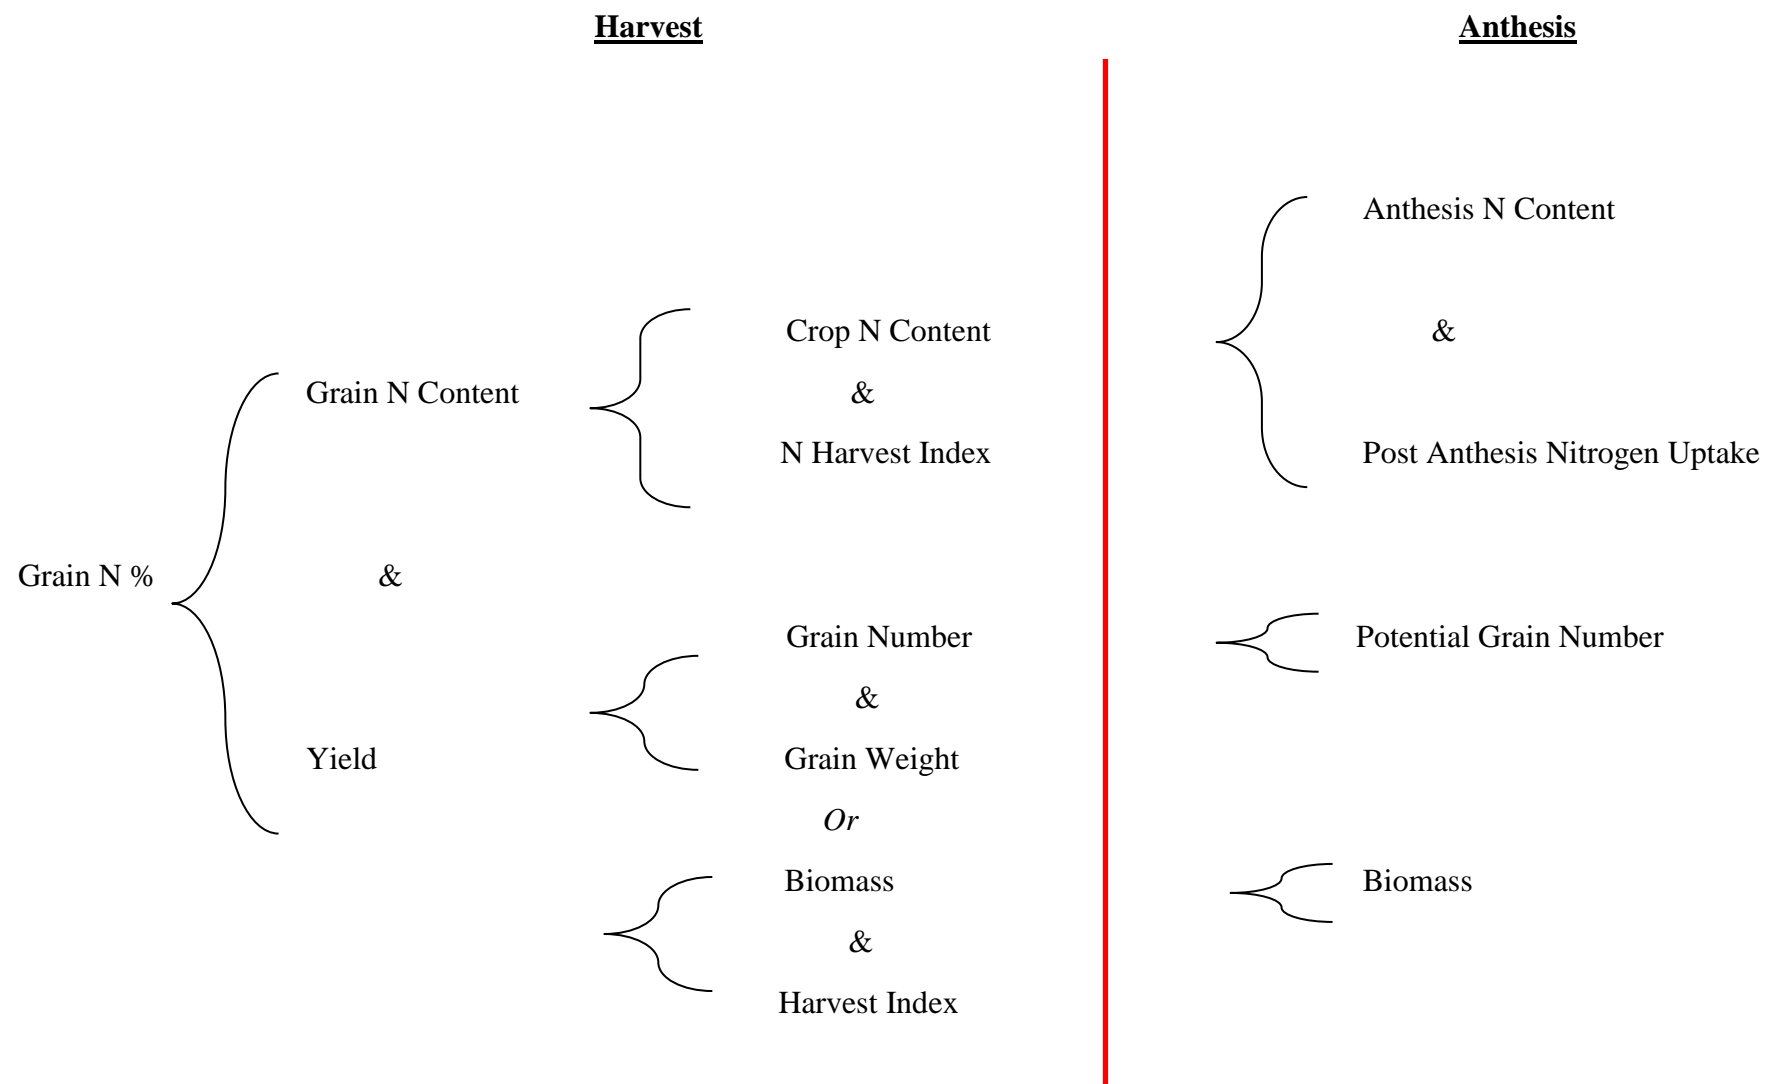 Harvest
Anthesis
Anthesis N Content
Crop N Content
&
Grain N Content
&
N Harvest Index
Post Anthesis Nitrogen Uptake
Grain N %
&
Grain Number
Potential Grain Number
&
Yield
Grain Weight
Or
Biomass
Biomass
&
Harvest Index